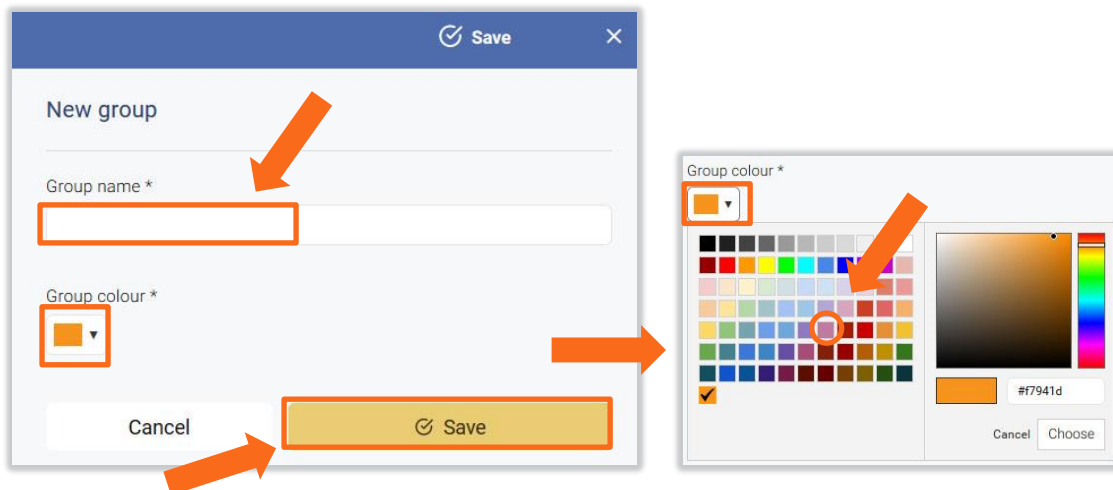 Save
New group
Group name *
Group colour *
Cancel
Save
Group colour *
#f7941d
Cancel Choose